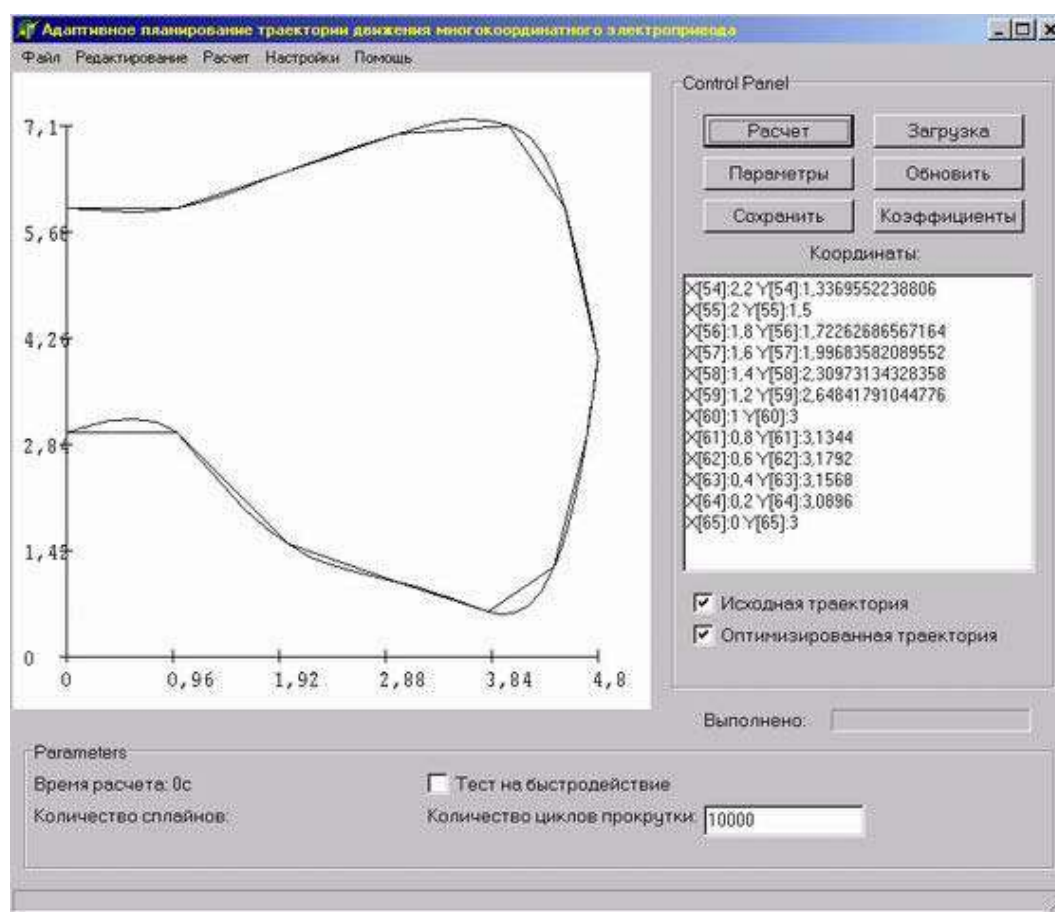 Адаптивное планирование траектории движения многокоординатного электропривода
Файл Редактирование Расчет Настройки Помощь
7,1
5,68
4,26
2,84
1,42
0
0 0,96 1,92 2,88 3,84 4,8
Control Panel
Расчет Загрузка
Параметры Обновить
Сохранить Коэффициенты
Координаты:
X[54]:2,2 Y[54]:1,3369552238806
X[55]:2 Y[55]:1,5
X[56]:1,8 Y[56]:1,72262686567164
X[57]:1,6 Y[57]:1,99683582089552
X[58]:1,4 Y[58]:2,30973134328358
X[59]:1,2 Y[59]:2,64841791044776
X[60]:1 Y[60]:3
X[61]:0,8 Y[61]:3,1344
X[62]:0,6 Y[62]:3,1792
X[63]:0,4 Y[63]:3,1568
X[64]:0,2 Y[64]:3,0896
X[65]:0 Y[65]:3
Исходная траектория
Оптимизированная траектория
Выполнено:
Parameters
Время расчета: 0с
Тест на быстродействие
Количество сплайнов:
Количество циклов прокрутки: 10000